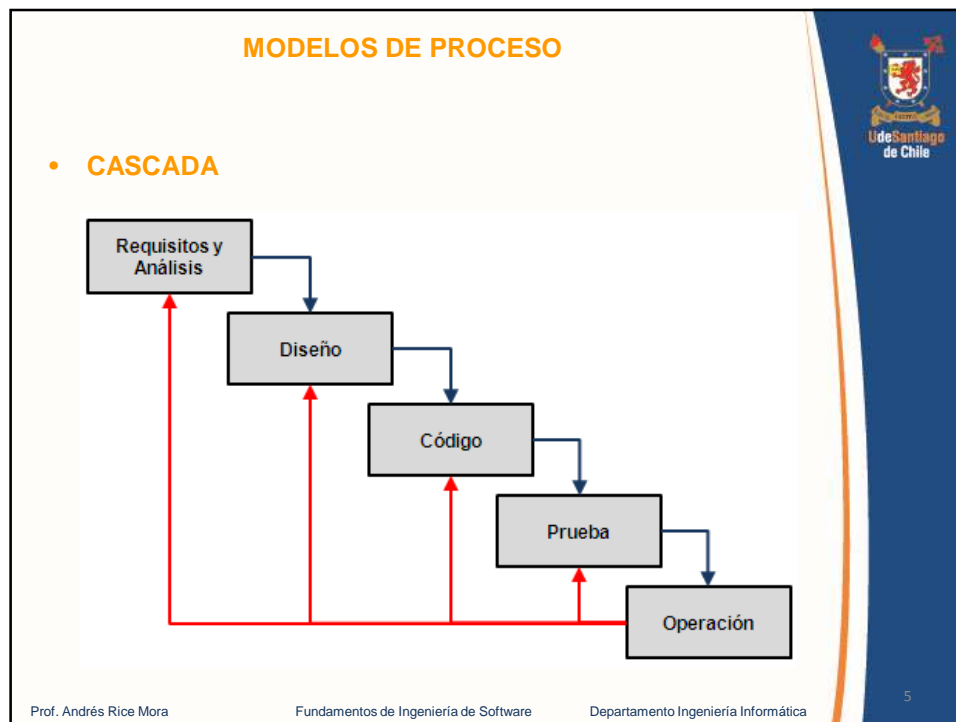 MODELOS DE PROCESO
UdeSantiago
de Chile
• CASCADA
Requisitos y
Análisis
Diseño
Código
Prueba
Operación
5
Prof. Andrés Rice Mora
Fundamentos de Ingeniería de Software
Departamento Ingeniería Informática